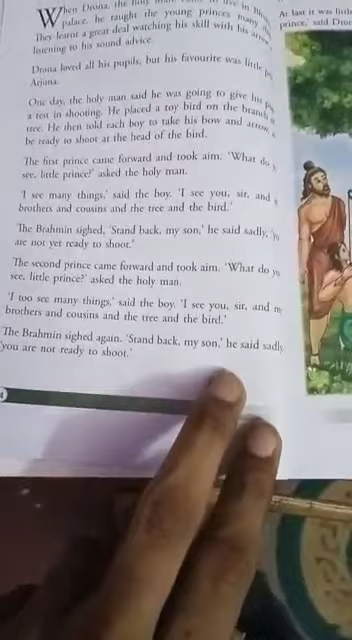 When Drona, the holy man, to live in his
palace, he taught the young princes many
They learnt a great deal watching his skill with his arrow
listening to his sound advice.
Drona loved all his pupils, but his favourite was little
Arjuna.
One day, the holy man said he was going to give his
a test in shooting. He placed a toy bird on the branch
tree. He then told each boy to take his bow and arrow
be ready to shoot at the head of the bird.
The first prince came forward and took aim. 'What do
see, little prince?' asked the holy man.
'I see many things,' said the boy. 'I see you, sir, and
brothers and cousins and the tree and the bird.'
The Brahmin sighed, 'Stand back, my son,' he said sadly,
are not yet ready to shoot.'
The second prince came forward and took aim. 'What do
see, little prince?' asked the holy man.
'I too see many things,' said the boy. 'I see you, sir, and
brothers and cousins and the tree and the bird.'
The Brahmin sighed again. 'Stand back, my son,' he said sadly
'you are not ready to shoot.'
At last it was little
prince,' said